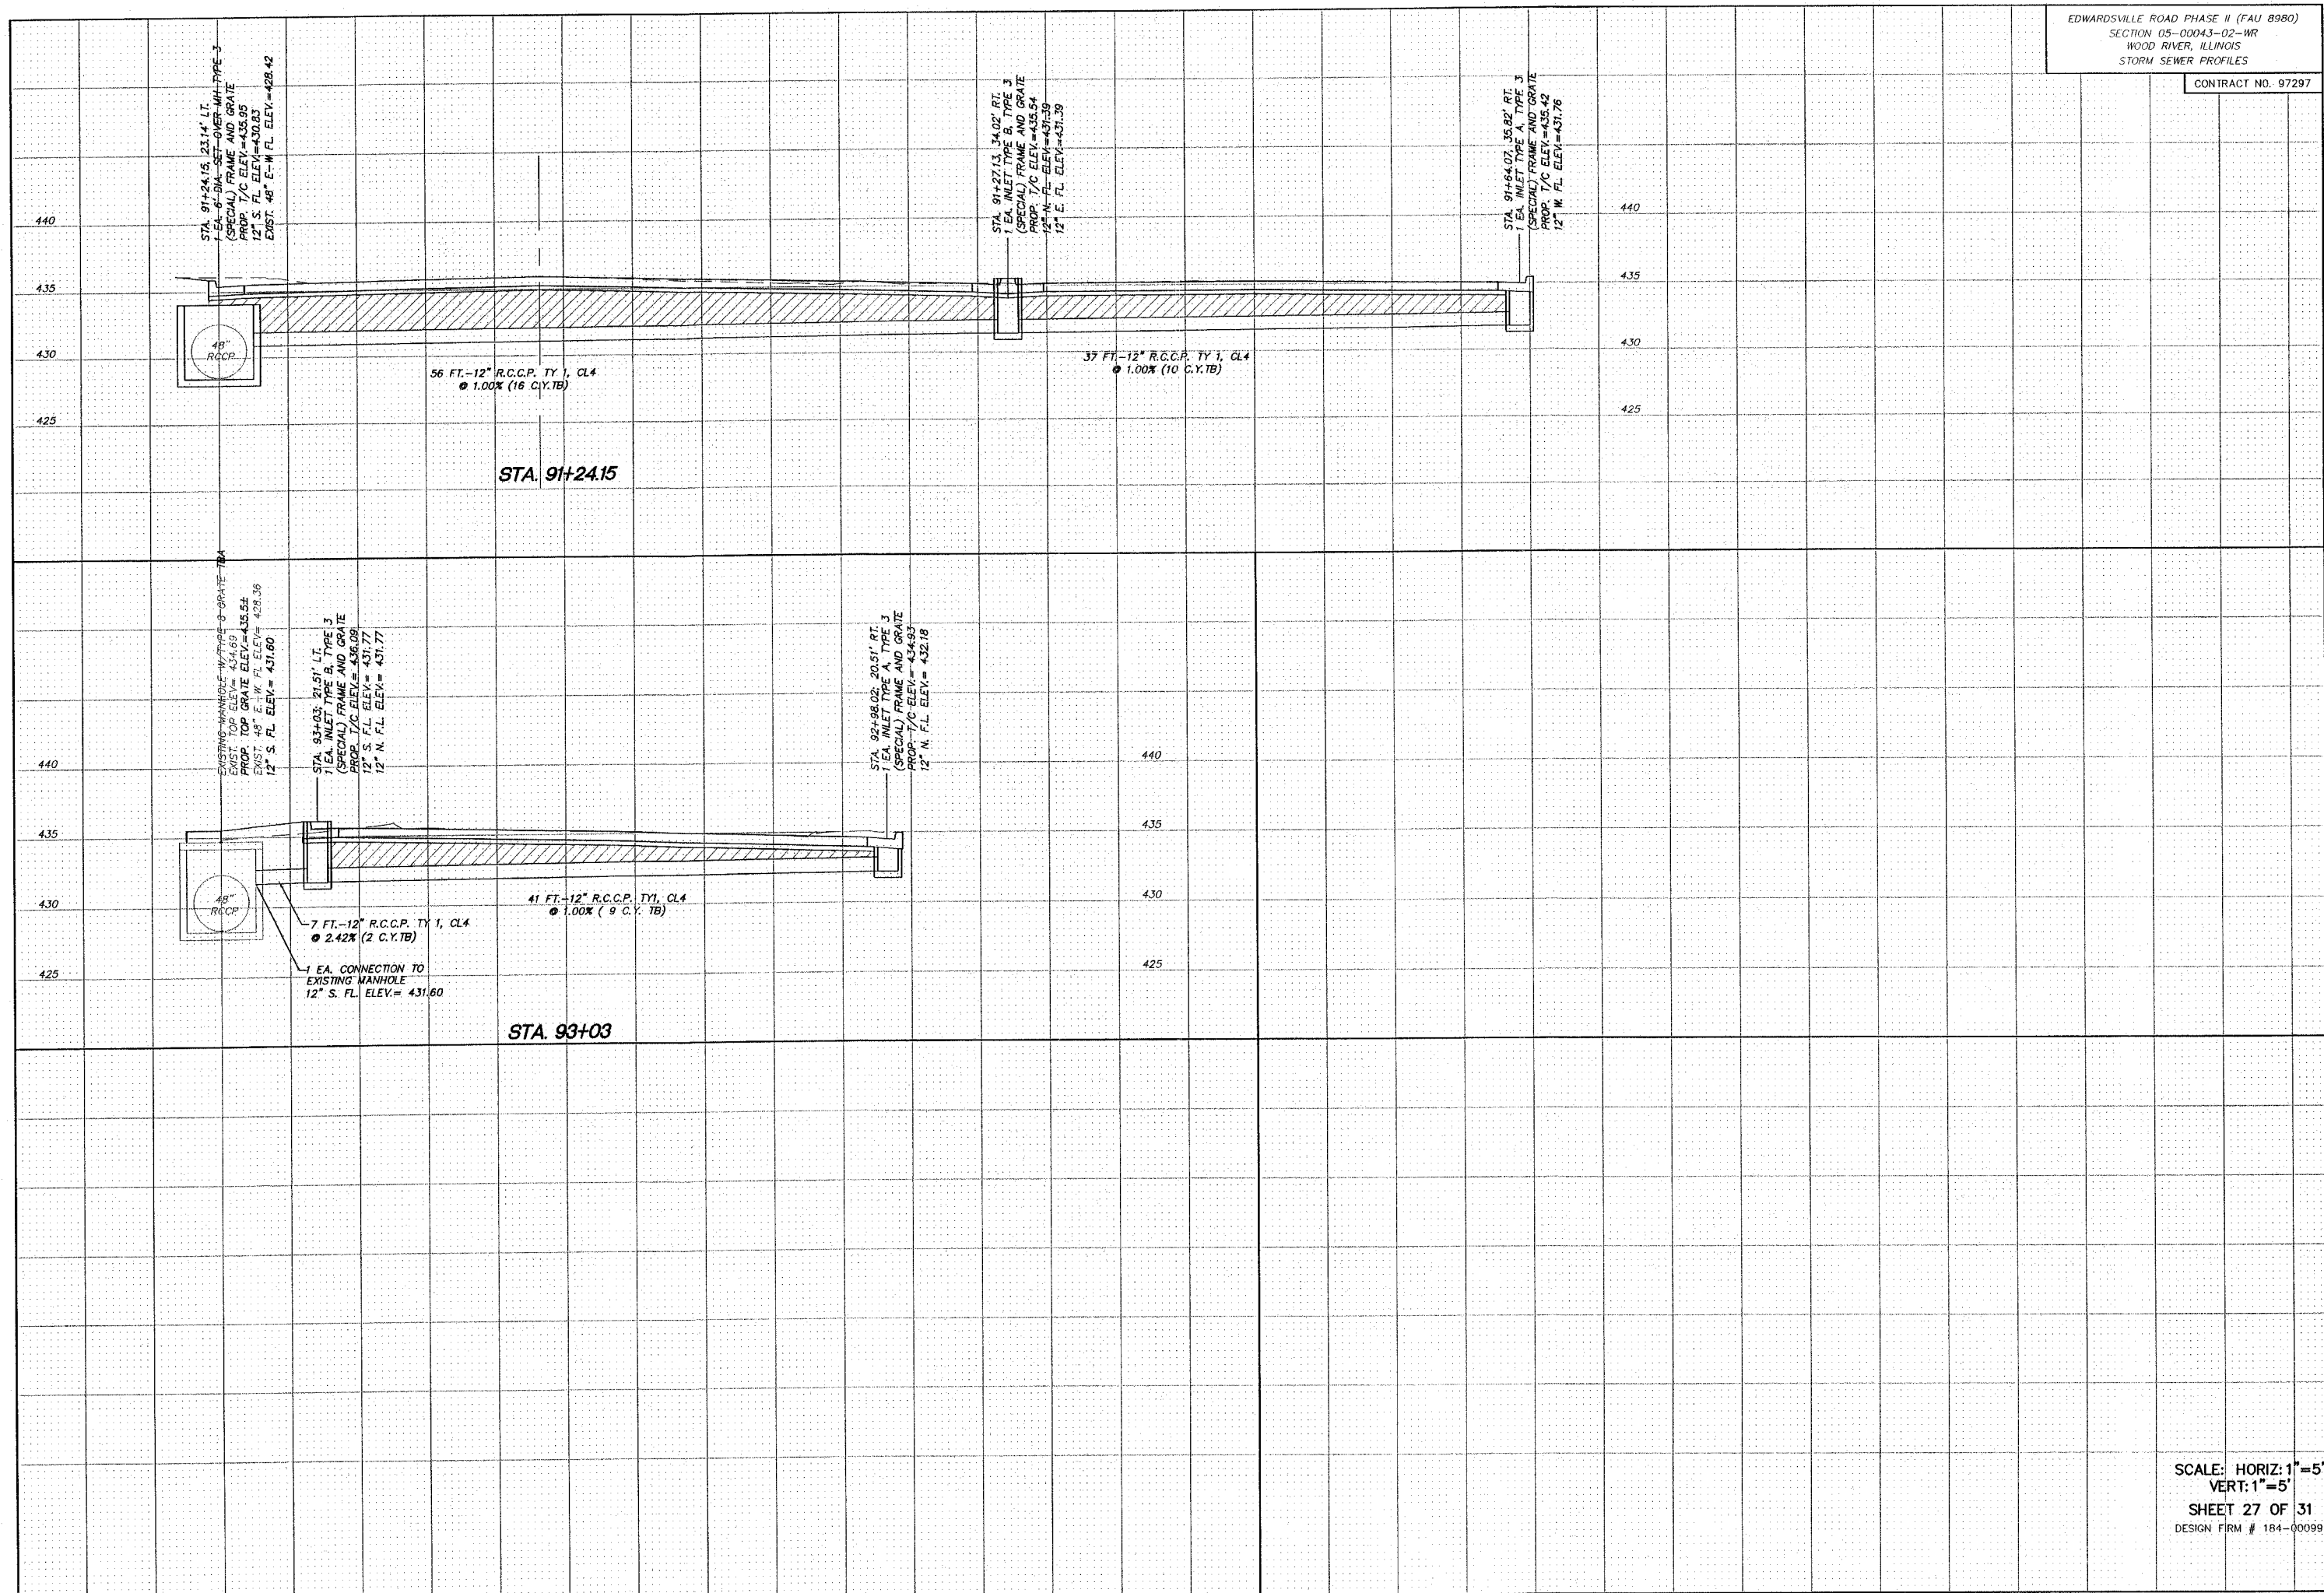 EDWARDSVILLE ROAD PHASE II (FAU 8980)
SECTION 05-00043-02-WR
WOOD RIVER, ILLINOIS
STORM SEWER PROFILES
CONTRACT NO. 97297
STA. 91+24.15, 23.14' LT.
1 EA. 6' DIA. SET-OVER MH TYPE 3
(SPECIAL) FRAME AND GRATE
PROP. T/C ELEV.=435.95
12" S. FL ELEV.=430.83
EXIST. 48" E-W FL ELEV.=428.42
STA. 91+27.13, 34.02' RT.
1 EA. INLET TYPE B, TYPE 3
(SPECIAL) FRAME AND GRATE
PROP. T/C ELEV.=435.54
12" N. FL. ELEV.=431.39
12" E. FL ELEV.=431.39
STA. 91+64.07, 35.82' RT.
1 EA. INLET TYPE A, TYPE 3
(SPECIAL) FRAME AND GRATE
PROP. T/C ELEV.=435.42
12" W. FL ELEV.=431.76
440
440
435
435
430
430
425
425
48"
RCCP
56 FT.-12" R.C.C.P. TY 1, CL4
@ 1.00% (16 C.Y.TB)
37 FT.-12" R.C.C.P. TY 1, CL4
@ 1.00% (10 C.Y.TB)
STA. 91+24.15
EXISTING MANHOLE W/TYPE 8 GRATE TBA
EXIST. TOP ELEV= 434.69
PROP. TOP GRATE ELEV.=435.5±
EXIST. 48" E.-W. FL ELEV= 428.36
12" S. FL ELEV.= 431.60
STA. 93+03; 21.51' LT.
1 EA. INLET TYPE B, TYPE 3
(SPECIAL) FRAME AND GRATE
PROP. T/C ELEV.= 436.09
12" S. F.L. ELEV.= 431.77
12" N. F.L. ELEV.= 431.77
STA. 92+98.02; 20.51' RT.
1 EA. INLET TYPE A, TYPE 3
(SPECIAL) FRAME AND GRATE
PROP. T/C ELEV.= 434.93
12" N. F.L. ELEV.= 432.18
440
440
435
435
430
430
425
425
48"
RCCP
41 FT.-12" R.C.C.P. TY1, CL4
@ 1.00% ( 9 C.Y. TB)
7 FT.-12" R.C.C.P. TY 1, CL4
@ 2.42% (2 C.Y.TB)
1 EA. CONNECTION TO
EXISTING MANHOLE
12" S. FL. ELEV.= 431.60
STA. 93+03
SCALE: HORIZ: 1"=5'
VERT: 1"=5'
SHEET 27 OF 31
DESIGN FIRM # 184-00099